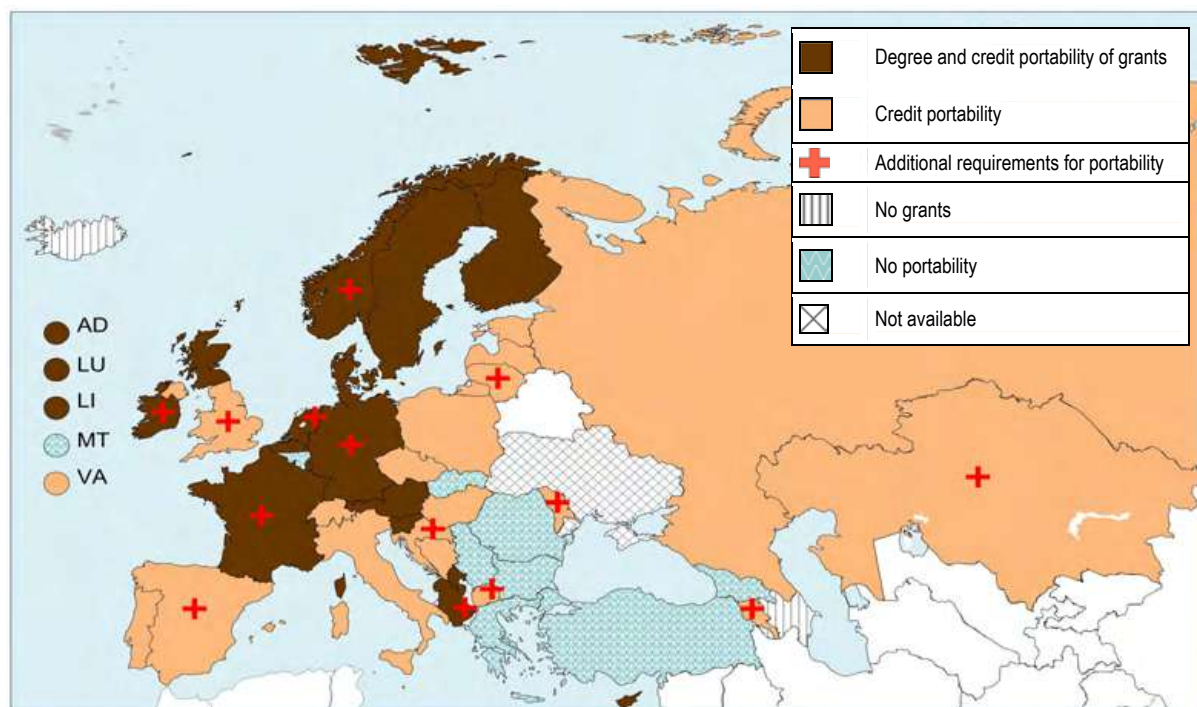 Degree and credit portability of grants
Credit portability
Additional requirements for portability
No grants
No portability
Not available
AD
LU
LI
MT
VA